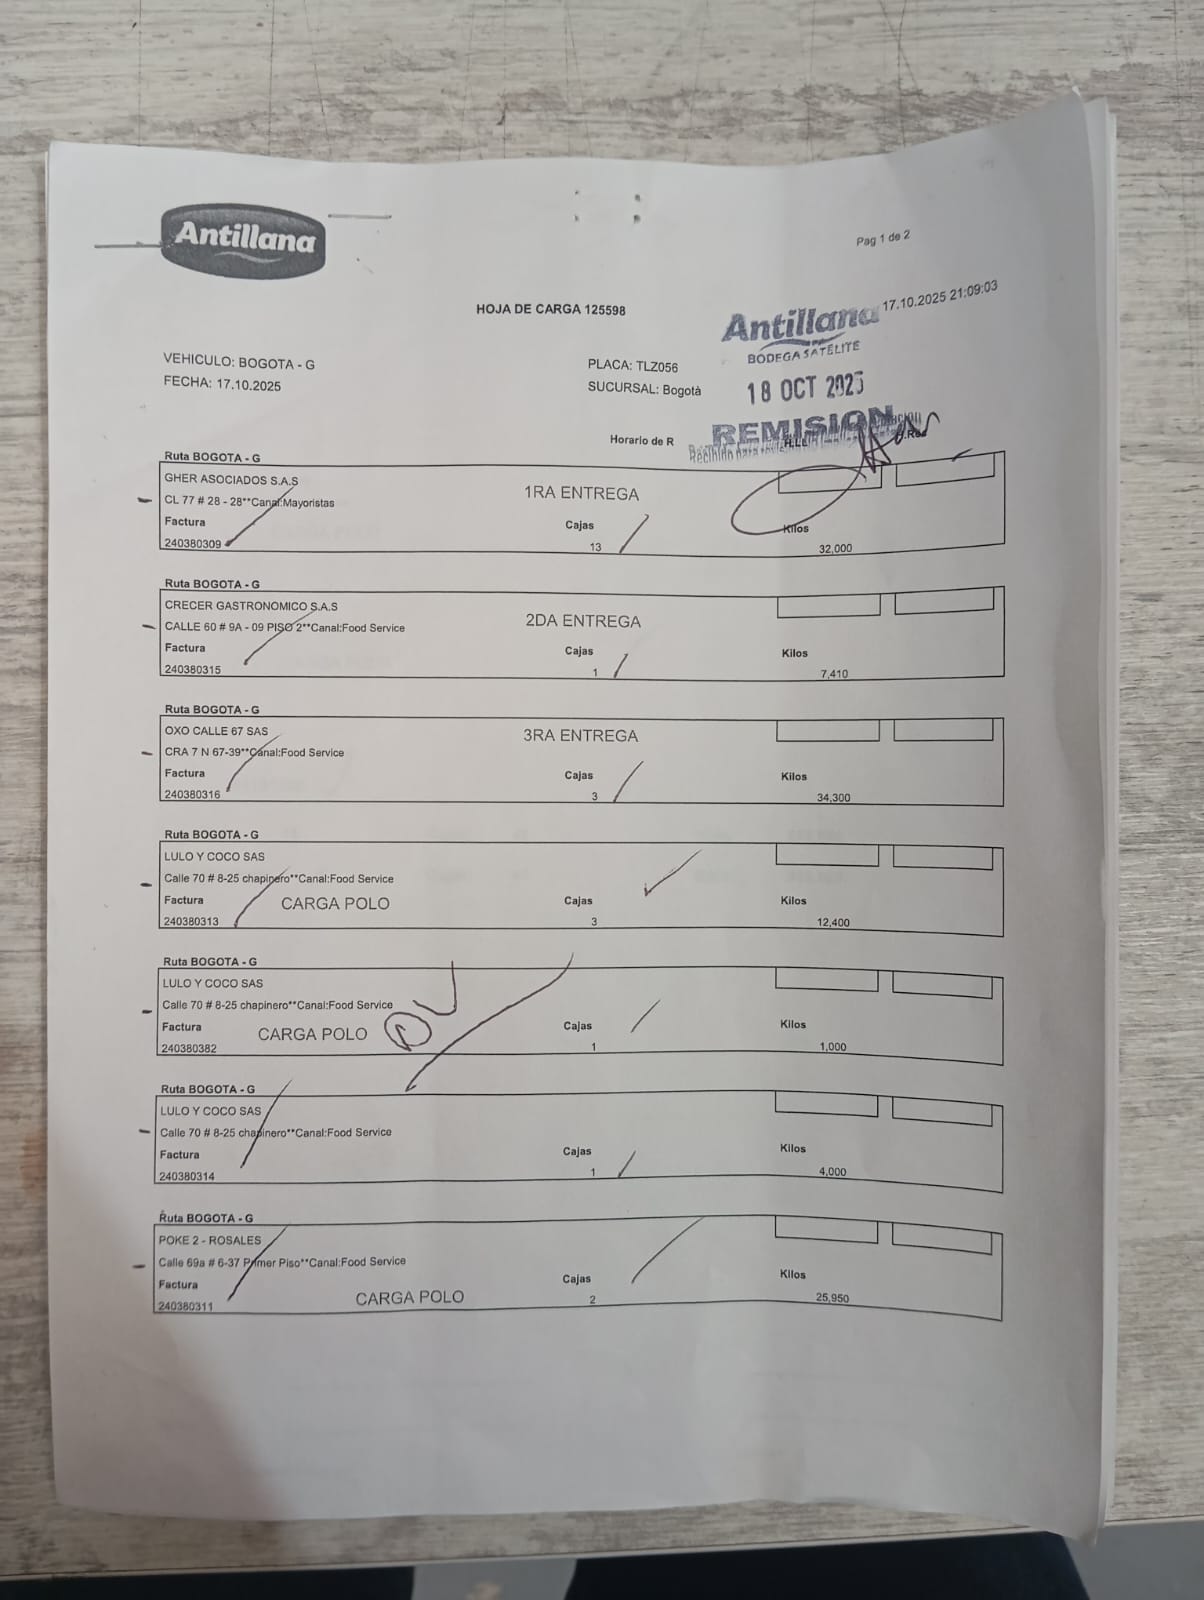 Antillana
Pag 1 de 2
17.10.2025 21:09:03
HOJA DE CARGA 125598
Antillana
BODEGA SATÉLITE
VEHICULO: BOGOTA - G
PLACA: TLZ056
18 OCT 2025
FECHA: 17.10.2025
SUCURSAL: Bogotà
REMISION
Horario de R
Recibido para
Ruta BOGOTA - G
GHER ASOCIADOS S.A.S
1RA ENTREGA
CL 77 # 28 - 28**Canal:Mayoristas
Factura Cajas Kilos
240380309 13 32,000
Ruta BOGOTA - G
CRECER GASTRONOMICO S.A.S
2DA ENTREGA
CALLE 60 # 9A - 09 PISO 2**Canal:Food Service
Factura Cajas Kilos
240380315 1 7,410
Ruta BOGOTA - G
OXO CALLE 67 SAS
3RA ENTREGA
CRA 7 N 67-39**Canal:Food Service
Factura Cajas Kilos
240380316 3 34,300
Ruta BOGOTA - G
LULO Y COCO SAS
Calle 70 # 8-25 chapinero**Canal:Food Service
Factura CARGA POLO Cajas Kilos
240380313 3 12,400
Ruta BOGOTA - G
LULO Y COCO SAS
Calle 70 # 8-25 chapinero**Canal:Food Service
Factura CARGA POLO Cajas Kilos
240380382 1 1,000
Ruta BOGOTA - G
LULO Y COCO SAS
Calle 70 # 8-25 chapinero**Canal:Food Service
Factura Cajas Kilos
240380314 1 4,000
Ruta BOGOTA - G
POKE 2 - ROSALES
Calle 69a # 6-37 Primer Piso**Canal:Food Service
Factura Cajas Kilos
240380311 CARGA POLO 2 25,950